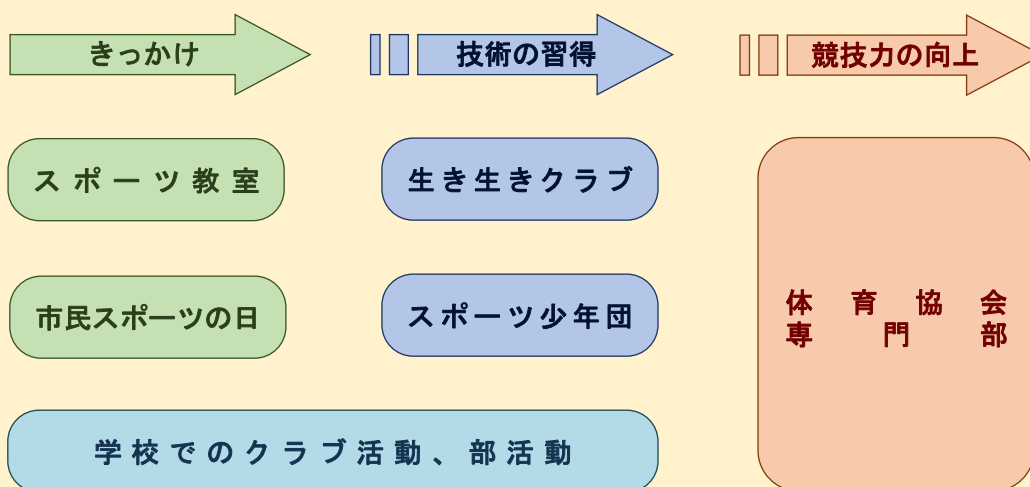 きっかけ
技術の習得
競技力の向上
スポーツ教室
生き生きクラブ
市民スポーツの日
スポーツ少年団
体育協会
専門部
学校でのクラブ活動、部活動